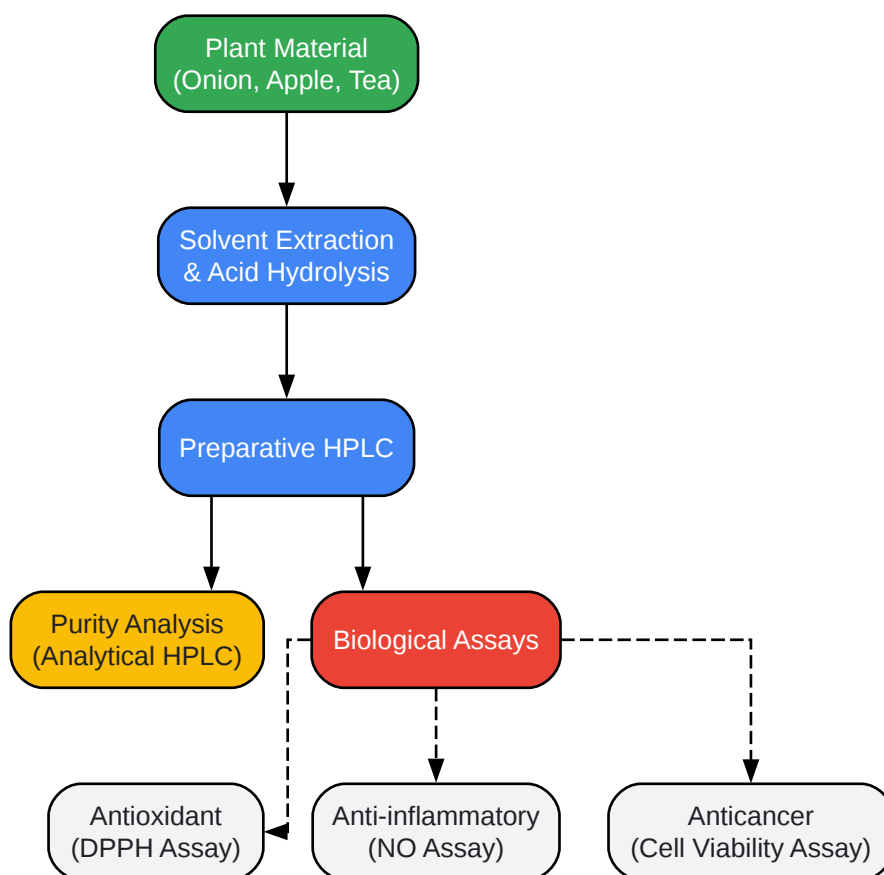 Plant Material
(Onion, Apple, Tea)
Solvent Extraction
& Acid Hydrolysis
Preparative HPLC
Purity Analysis
(Analytical HPLC)
Biological Assays
Antioxidant
(DPPH Assay)
Anti-inflammatory
(NO Assay)
Anticancer
(Cell Viability Assay)